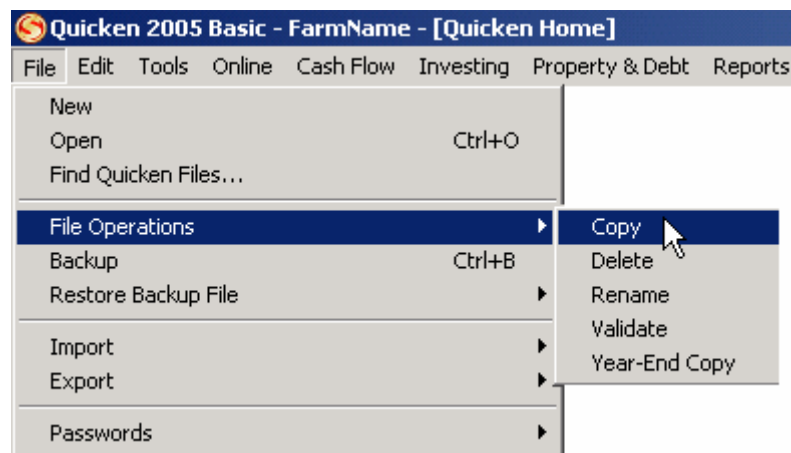 Quicken 2005 Basic - FarmName - [Quicken Home]
File Edit Tools Online Cash Flow Investing Property & Debt Reports
New
Open Ctrl+O
Find Quicken Files...
File Operations Copy
Backup Ctrl+B Delete
Restore Backup File Rename
Validate
Import
Year-End Copy
Export
Passwords